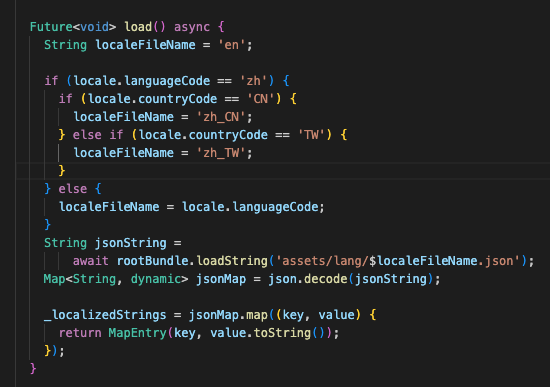 Future<void> load() async {
String localeFileName = 'en';
if (locale.languageCode == 'zh') {
if (locale.countryCode == 'CN') {
localeFileName = 'zh_CN';
} else if (locale.countryCode == 'TW') {
localeFileName = 'zh_TW';
}
} else {
localeFileName = locale.languageCode;
}
String jsonString =
await rootBundle.loadString('assets/lang/$localeFileName.json');
Map<String, dynamic> jsonMap = json.decode(jsonString);
_localizedStrings = jsonMap.map((key, value) {
return MapEntry(key, value.toString());
});
}